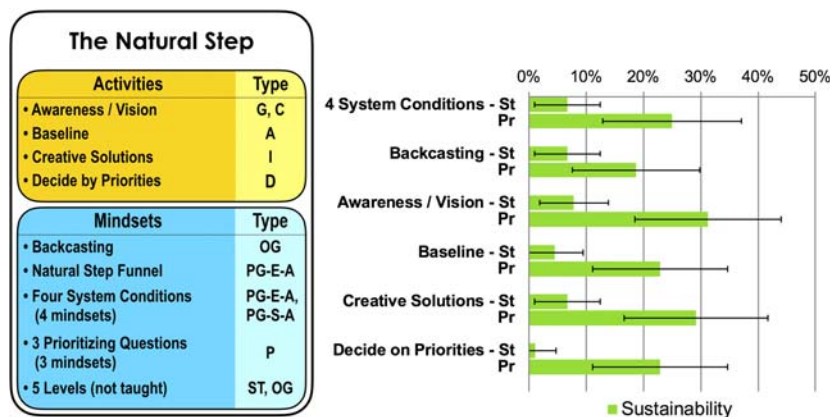 The Natural Step
Activities Type
• Awareness / Vision G, C
• Baseline A
• Creative Solutions I
• Decide by Priorities D
Mindsets Type
• Backcasting OG
• Natural Step Funnel PG-E-A
• Four System Conditions PG-E-A,
(4 mindsets) PG-S-A
• 3 Prioritizing Questions P
(3 mindsets)
• 5 Levels (not taught) ST, OG
0% 10% 20% 30% 40% 50%
4 System Conditions - St
Pr
Backcasting - St
Pr
Awareness / Vision - St
Pr
Baseline - St
Pr
Creative Solutions - St
Pr
Decide on Priorities - St
Pr
Sustainability